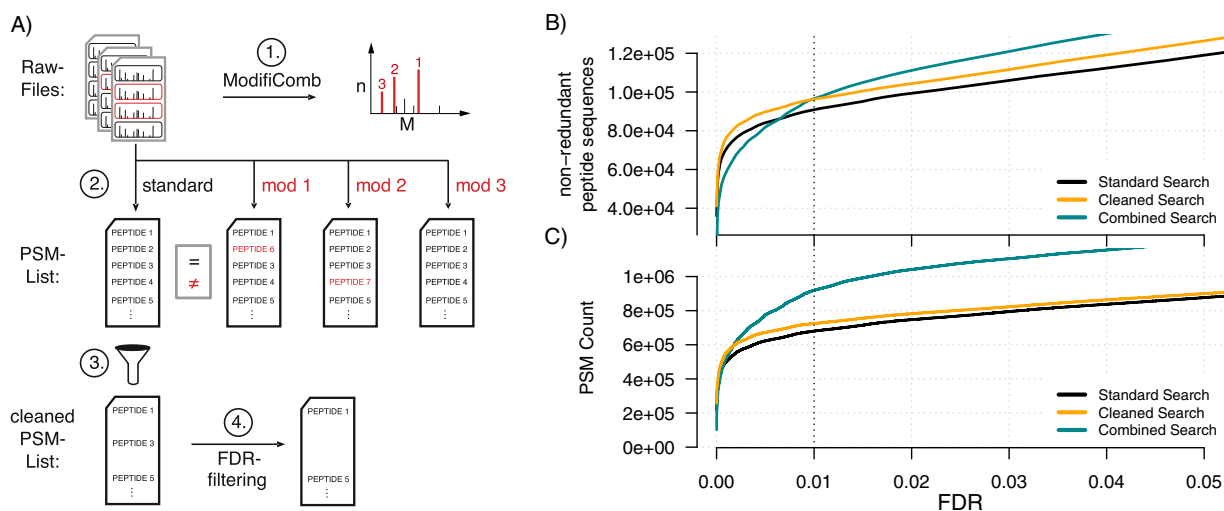 A)
Raw-
Files:
1.
ModifiComb
n
3
2
1
M
2.
standard
mod 1
mod 2
mod 3
PSM-
List:
PEPTIDE 1
PEPTIDE 2
PEPTIDE 3
PEPTIDE 4
PEPTIDE 5
⋮
=
≠
PEPTIDE 1
PEPTIDE 6
PEPTIDE 3
PEPTIDE 4
PEPTIDE 5
⋮
PEPTIDE 1
PEPTIDE 2
PEPTIDE 3
PEPTIDE 7
PEPTIDE 5
⋮
PEPTIDE 1
PEPTIDE 2
PEPTIDE 3
PEPTIDE 4
PEPTIDE 5
⋮
3.
cleaned
PSM-
List:
PEPTIDE 1
PEPTIDE 3
PEPTIDE 5
⋮
4.
FDR-
filtering
PEPTIDE 1
PEPTIDE 5
⋮
B)
non-redundant
peptide sequences
1.2e+05
1.0e+05
8.0e+04
6.0e+04
4.0e+04
Standard Search
Cleaned Search
Combined Search
C)
PSM Count
1e+06
8e+05
6e+05
4e+05
2e+05
0e+00
Standard Search
Cleaned Search
Combined Search
0.00 0.01 0.02 0.03 0.04 0.05
FDR